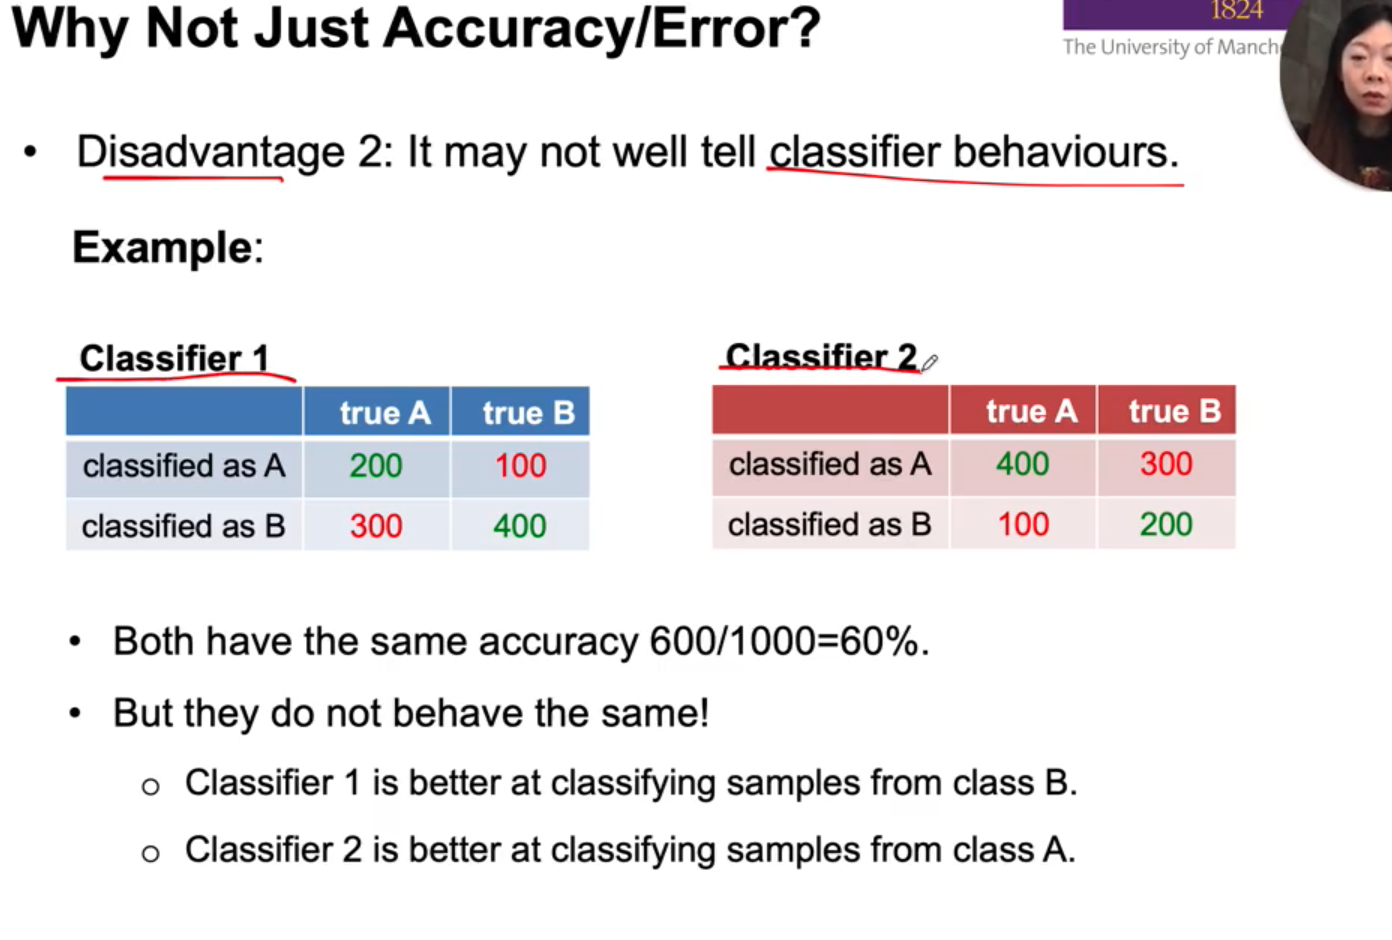 Why Not Just Accuracy/Error?
1824
The University of Manch
• Disadvantage 2: It may not well tell classifier behaviours.
Example:
Classifier 1
true A true B
classified as A 200 100
classified as B 300 400
Classifier 2
true A true B
classified as A 400 300
classified as B 100 200
• Both have the same accuracy 600/1000=60%.
• But they do not behave the same!
o Classifier 1 is better at classifying samples from class B.
o Classifier 2 is better at classifying samples from class A.